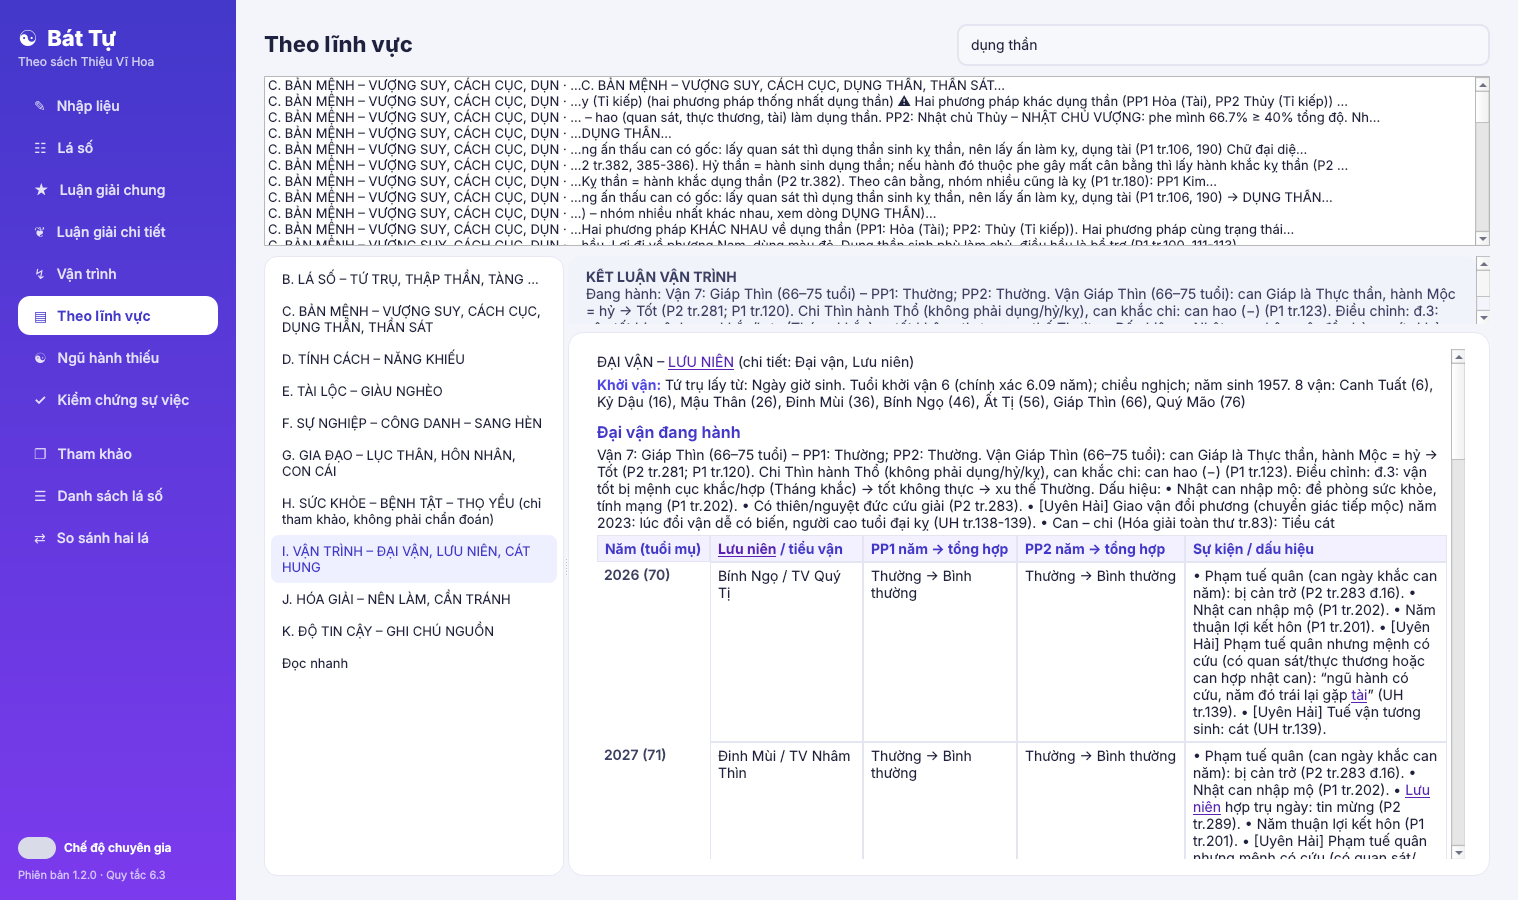 ☯ Bát Tự
Theo sách Thiệu Vĩ Hoa
✎ Nhập liệu
☷ Lá số
★ Luận giải chung
❦ Luận giải chi tiết
↯ Vận trình
▤ Theo lĩnh vực
☯ Ngũ hành thiếu
✓ Kiểm chứng sự việc
❐ Tham khảo
☰ Danh sách lá số
⇄ So sánh hai lá
Chế độ chuyên gia
Phiên bản 1.2.0 · Quy tắc 6.3
Theo lĩnh vực
dụng thần
C. BẢN MỆNH – VƯỢNG SUY, CÁCH CỤC, DỤN · ...C. BẢN MỆNH – VƯỢNG SUY, CÁCH CỤC, DỤNG THẦN, THẦN SÁT...
C. BẢN MỆNH – VƯỢNG SUY, CÁCH CỤC, DỤN · ...y (Tỉ kiếp) (hai phương pháp thống nhất dụng thần) ⚠ Hai phương pháp khác dụng thần (PP1 Hỏa (Tài), PP2 Thủy (Tỉ kiếp)) ...
C. BẢN MỆNH – VƯỢNG SUY, CÁCH CỤC, DỤN · ... – hao (quan sát, thực thương, tài) làm dụng thần. PP2: Nhật chủ Thủy – NHẬT CHỦ VƯỢNG: phe mình 66.7% ≥ 40% tổng độ. Nh...
C. BẢN MỆNH – VƯỢNG SUY, CÁCH CỤC, DỤN · ...DỤNG THẦN...
C. BẢN MỆNH – VƯỢNG SUY, CÁCH CỤC, DỤN · ...ng ấn thấu can có gốc: lấy quan sát thì dụng thần sinh kỵ thần, nên lấy ấn làm kỵ, dụng tài (P1 tr.106, 190) Chữ đại diệ...
C. BẢN MỆNH – VƯỢNG SUY, CÁCH CỤC, DỤN · ...2 tr.382, 385-386). Hỷ thần = hành sinh dụng thần; nếu hành đó thuộc phe gây mất cân bằng thì lấy hành khắc kỵ thần (P2 ...
C. BẢN MỆNH – VƯỢNG SUY, CÁCH CỤC, DỤN · ...Kỵ thần = hành khắc dụng thần (P2 tr.382). Theo cân bằng, nhóm nhiều cũng là kỵ (P1 tr.180): PP1 Kim...
C. BẢN MỆNH – VƯỢNG SUY, CÁCH CỤC, DỤN · ...ng ấn thấu can có gốc: lấy quan sát thì dụng thần sinh kỵ thần, nên lấy ấn làm kỵ, dụng tài (P1 tr.106, 190) → DỤNG THẦN...
C. BẢN MỆNH – VƯỢNG SUY, CÁCH CỤC, DỤN · ...) – nhóm nhiều nhất khác nhau, xem dòng DỤNG THẦN)...
C. BẢN MỆNH – VƯỢNG SUY, CÁCH CỤC, DỤN · ...Hai phương pháp KHÁC NHAU về dụng thần (PP1: Hỏa (Tài); PP2: Thủy (Tỉ kiếp)). Hai phương pháp cùng trạng thái...
B. LÁ SỐ – TỨ TRỤ, THẬP THẦN, TÀNG ...
C. BẢN MỆNH – VƯỢNG SUY, CÁCH CỤC,
DỤNG THẦN, THẦN SÁT
D. TÍNH CÁCH – NĂNG KHIẾU
E. TÀI LỘC – GIÀU NGHÈO
F. SỰ NGHIỆP – CÔNG DANH – SANG HÈN
G. GIA ĐẠO – LỤC THÂN, HÔN NHÂN,
CON CÁI
H. SỨC KHỎE – BỆNH TẬT – THỌ YỂU (chỉ
tham khảo, không phải chẩn đoán)
I. VẬN TRÌNH – ĐẠI VẬN, LƯU NIÊN, CÁT
HUNG
J. HÓA GIẢI – NÊN LÀM, CẦN TRÁNH
K. ĐỘ TIN CẬY – GHI CHÚ NGUỒN
Đọc nhanh
KẾT LUẬN VẬN TRÌNH
Đang hành: Vận 7: Giáp Thìn (66–75 tuổi) – PP1: Thường; PP2: Thường. Vận Giáp Thìn (66–75 tuổi): can Giáp là Thực thần, hành Mộc
= hỷ → Tốt (P2 tr.281; P1 tr.120). Chi Thìn hành Thổ (không phải dụng/hỷ/kỵ), can khắc chi: can hao (−) (P1 tr.123). Điều chỉnh: đ.3:
ĐẠI VẬN – LƯU NIÊN (chi tiết: Đại vận, Lưu niên)
Khởi vận: Tứ trụ lấy từ: Ngày giờ sinh. Tuổi khởi vận 6 (chính xác 6.09 năm); chiều nghịch; năm sinh 1957. 8 vận: Canh Tuất (6),
Kỷ Dậu (16), Mậu Thân (26), Đinh Mùi (36), Bính Ngọ (46), Ất Tị (56), Giáp Thìn (66), Quý Mão (76)
Đại vận đang hành
Vận 7: Giáp Thìn (66–75 tuổi) – PP1: Thường; PP2: Thường. Vận Giáp Thìn (66–75 tuổi): can Giáp là Thực thần, hành Mộc = hỷ →
Tốt (P2 tr.281; P1 tr.120). Chi Thìn hành Thổ (không phải dụng/hỷ/kỵ), can khắc chi: can hao (−) (P1 tr.123). Điều chỉnh: đ.3: vận
tốt bị mệnh cục khắc/hợp (Tháng khắc) → tốt không thực → xu thế Thường. Dấu hiệu: • Nhật can nhập mộ: đề phòng sức khỏe,
tính mạng (P1 tr.202). • Có thiên/nguyệt đức cứu giải (P2 tr.283). • [Uyên Hải] Giao vận đổi phương (chuyển giác tiếp mộc) năm
2023: lúc đổi vận dễ có biến, người cao tuổi đại kỵ (UH tr.138-139). • Can – chi (Hóa giải toàn thư tr.83): Tiểu cát
Năm (tuổi mụ) Lưu niên / tiểu vận PP1 năm → tổng hợp PP2 năm → tổng hợp Sự kiện / dấu hiệu
2026 (70) Bính Ngọ / TV Quý Thường → Bình Thường → Bình thường • Phạm tuế quân (can ngày khắc can
Tị thường năm): bị cản trở (P2 tr.283 đ.16). •
Nhật can nhập mộ (P1 tr.202). • Năm
thuận lợi kết hôn (P1 tr.201). • [Uyên
Hải] Phạm tuế quân nhưng mệnh có
cứu (có quan sát/thực thương hoặc
can hợp nhật can): “ngũ hành có
cứu, năm đó trái lại gặp tài” (UH
tr.139). • [Uyên Hải] Tuế vận tương
sinh: cát (UH tr.139).
2027 (71) Đinh Mùi / TV Nhâm Thường → Bình Thường → Bình thường • Phạm tuế quân (can ngày khắc can
Thìn thường năm): bị cản trở (P2 tr.283 đ.16). •
Nhật can nhập mộ (P1 tr.202). • Lưu
niên hợp trụ ngày: tin mừng (P2
tr.289). • Năm thuận lợi kết hôn (P1
tr.201). • [Uyên Hải] Phạm tuế quân
nhưng mệnh có cứu (có quan sát/